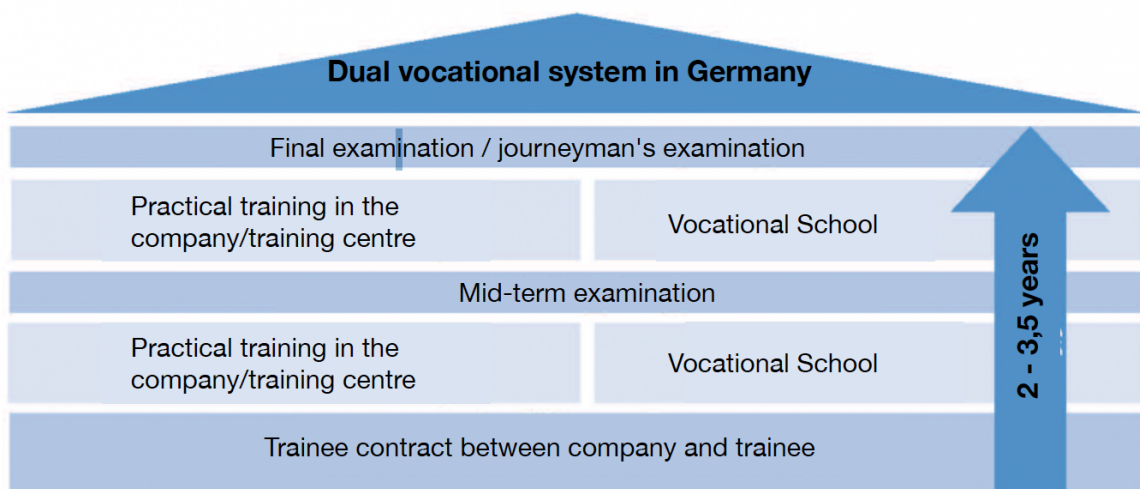 Dual vocational system in Germany
Final examination / journeyman's examination
Practical training in the
company/training centre
Vocational School
Mid-term examination
Practical training in the
company/training centre
Vocational School
Trainee contract between company and trainee
2 - 3,5 years